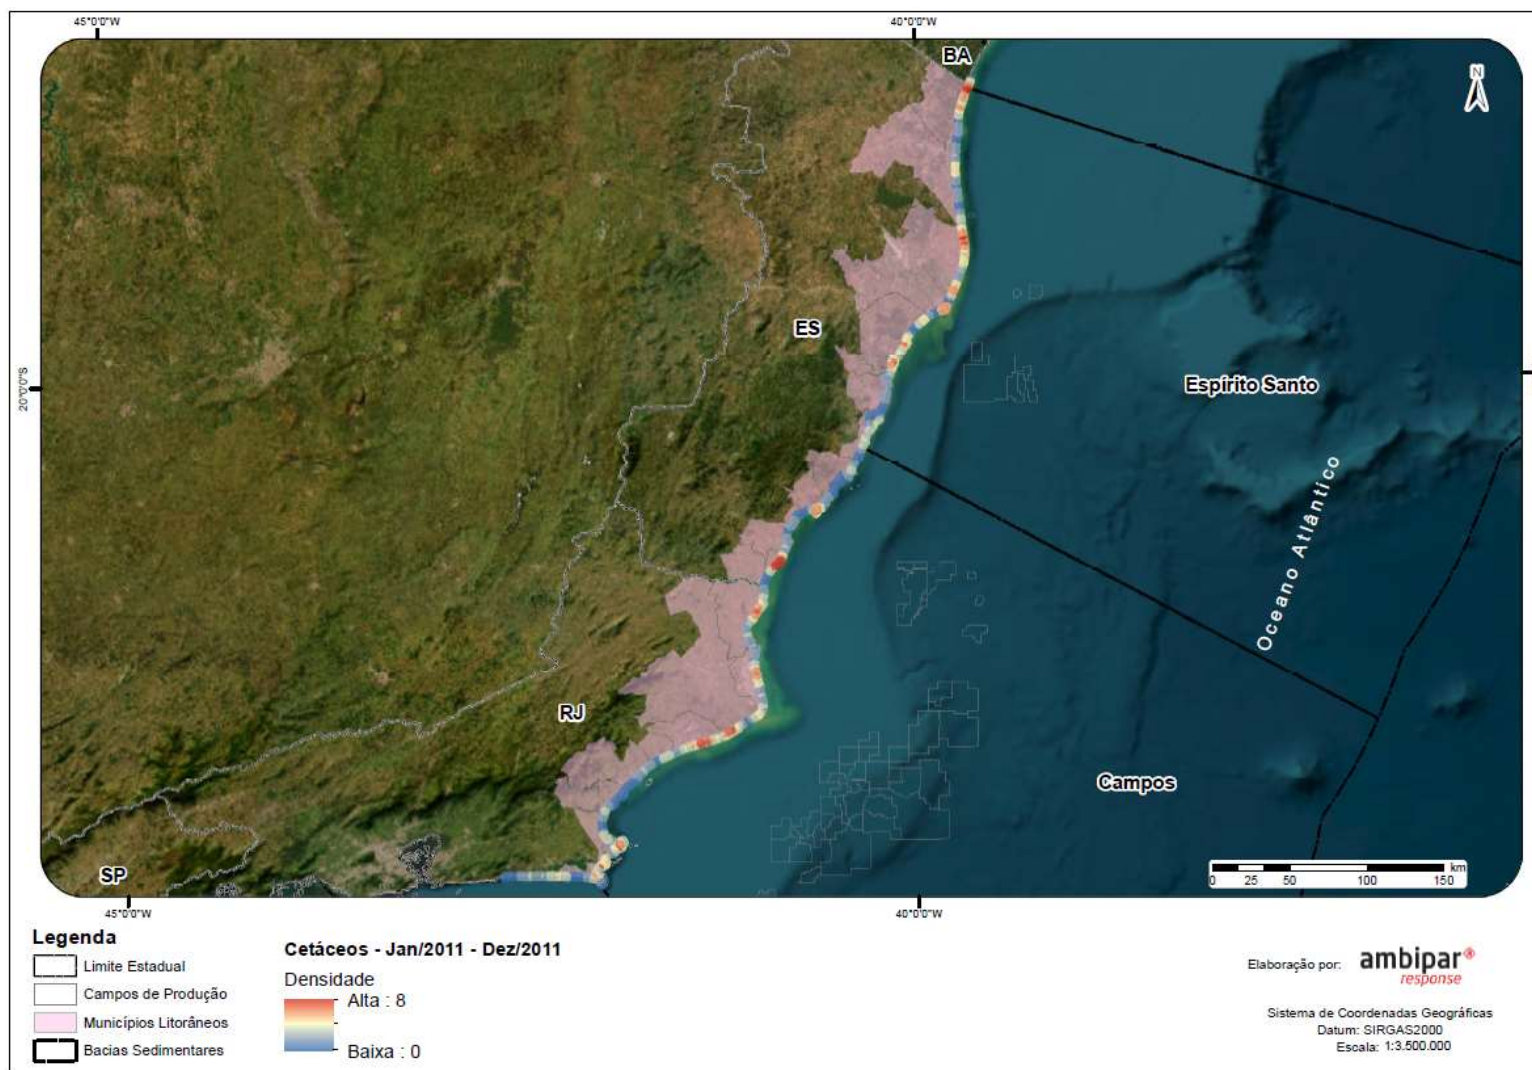 45°0'0"W
40°0'0"W
BA
N
ES
20°0'0"S
Espírito Santo
Oceano Atlântico
RJ
Campos
SP
km
0 25 50 100 150
45°0'0"W
40°0'0"W
Legenda
Limite Estadual
Campos de Produção
Municípios Litorâneos
Bacias Sedimentares
Cetáceos - Jan/2011 - Dez/2011
Densidade
Alta : 8
Baixa : 0
Elaboração por:
ambipar®
response
Sistema de Coordenadas Geográficas
Datum: SIRGAS2000
Escala: 1:3.500.000